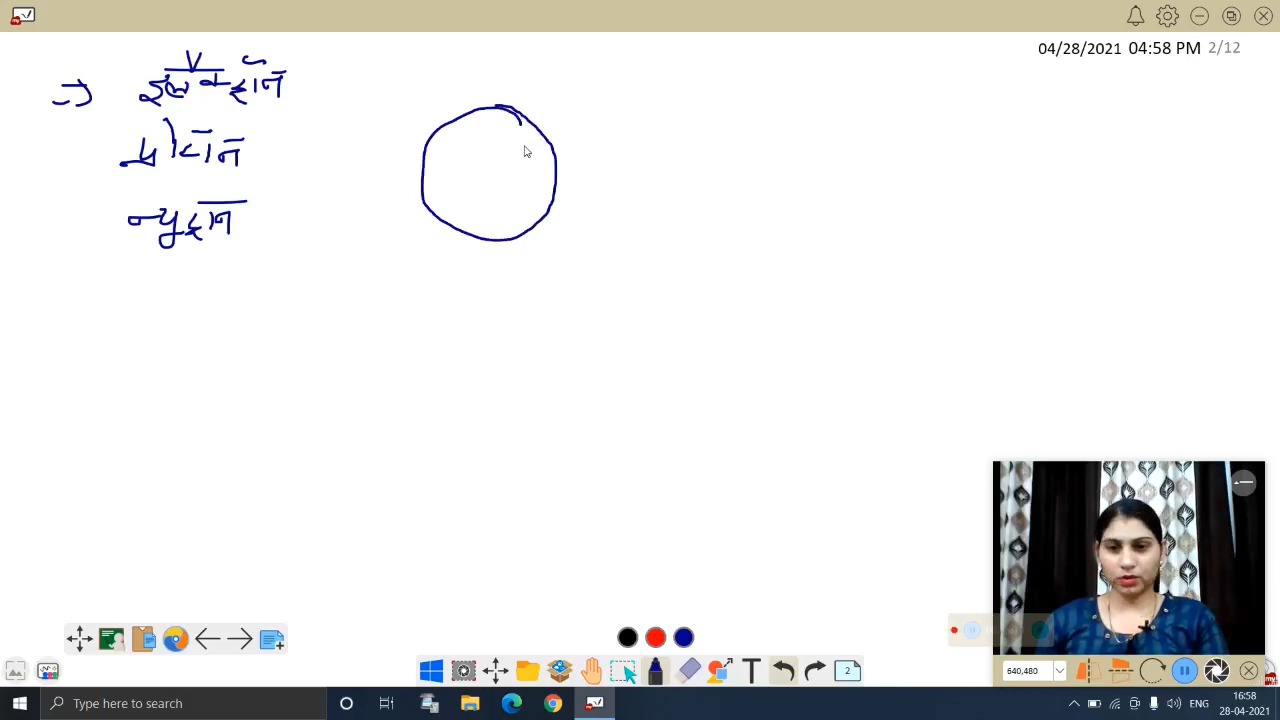 04/28/2021 04:58 PM 2/12
⇒ इलेक्ट्रॉन
प्रोटॉन
न्यूट्रॉन
2
640,480
Type here to search
ENG
16:58
28-04-2021